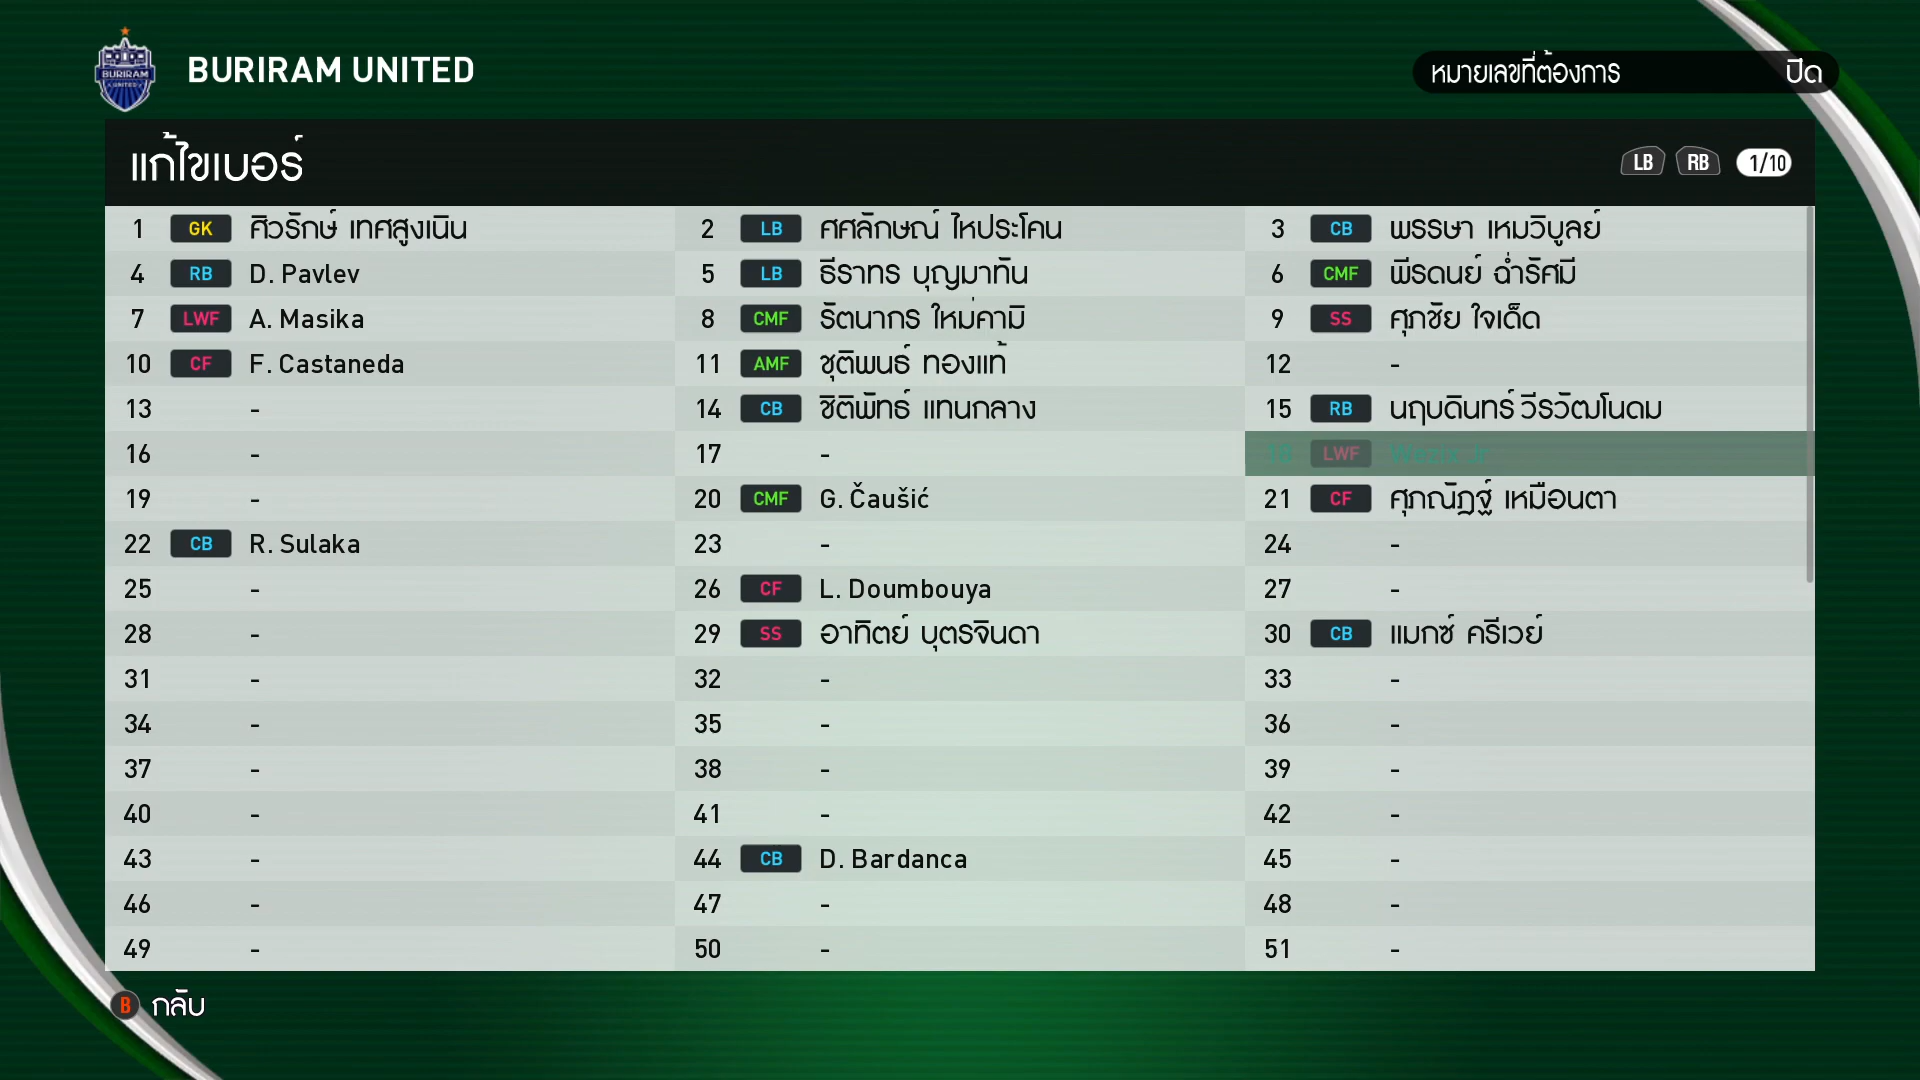 BURIRAM UNITED
BURIRAM UNITED
หมายเลขที่ต้องการ ปิด
แก้ไขเบอร์
LB RB 1/10
1 GK ศิวรักษ์ เทศสูงเนิน 2 LB ศศลักษณ์ ไหประโคน 3 CB พรรษา เหมวิบูลย์
4 RB D. Pavlev 5 LB ธีราทร บุญมาทัน 6 CMF พีรดนย์ ฉ่ำรัศมี
7 LWF A. Masika 8 CMF รัตนากร ใหม่คามิ 9 SS ศุภชัย ใจเด็ด
10 CF F. Castaneda 11 AMF ชุติพนธ์ ทองแท้ 12 -
13 - 14 CB ชิติพัทธ์ แทนกลาง 15 RB นฤบดินทร์ วีรวัฒโนดม
16 - 17 - 18 LWF
19 - 20 CMF G. Čaušić 21 CF ศุภณัฏฐ์ เหมือนตา
22 CB R. Sulaka 23 - 24 -
25 - 26 CF L. Doumbouya 27 -
28 - 29 SS อาทิตย์ บุตรจินดา 30 CB แมกซ์ ครีเวย์
31 - 32 - 33 -
34 - 35 - 36 -
37 - 38 - 39 -
40 - 41 - 42 -
43 - 44 CB D. Bardanca 45 -
46 - 47 - 48 -
49 - 50 - 51 -
B กลับ